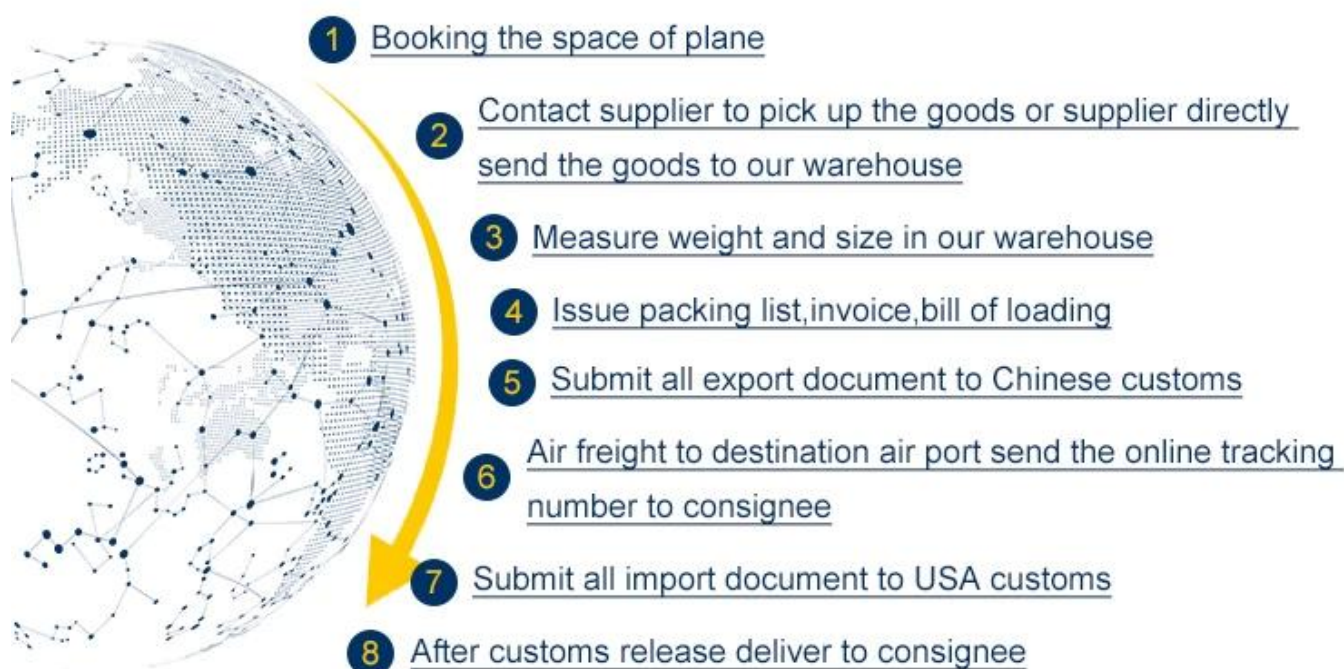 1 Booking the space of plane
2 Contact supplier to pick up the goods or supplier directly
send the goods to our warehouse
3 Measure weight and size in our warehouse
4 Issue packing list,invoice,bill of loading
5 Submit all export document to Chinese customs
6 Air freight to destination air port send the online tracking
number to consignee
7 Submit all import document to USA customs
8 After customs release deliver to consignee